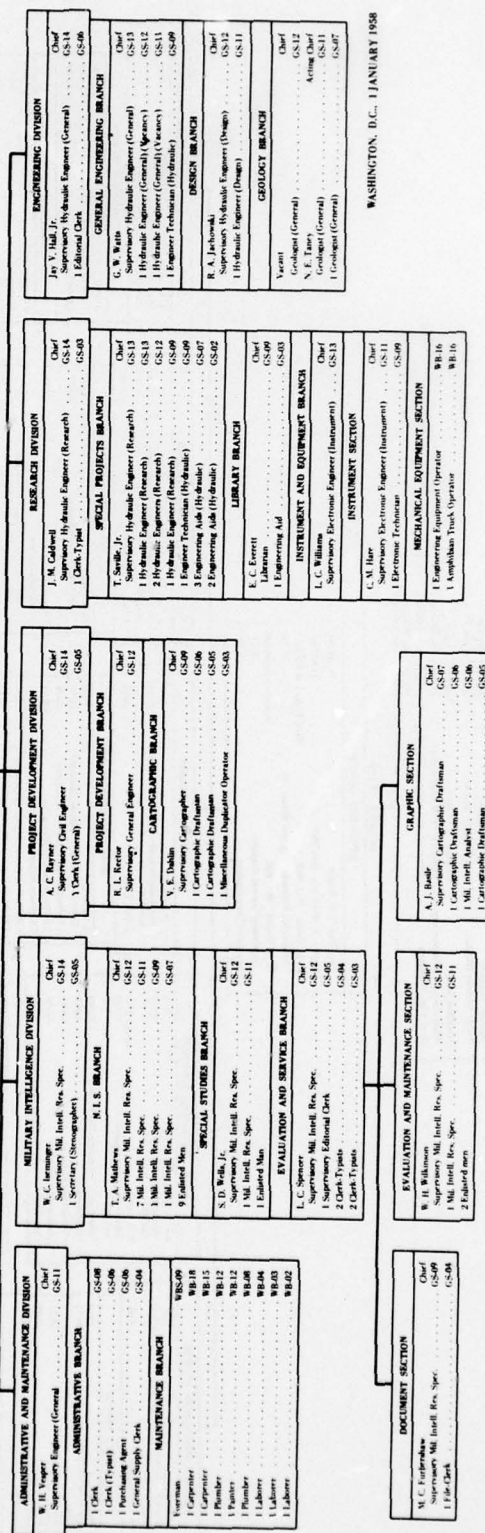 ADMINISTRATIVE AND MAINTENANCE DIVISION
W. H. Vesper Chief
Supervisory Engineer (General GS-11
ADMINISTRATIVE BRANCH
1 Clerk GS-08
1 Clerk (Typist) GS-06
1 Purchasing Agent GS-06
1 General Supply Clerk GS-04
MAINTENANCE BRANCH
Foreman WBS-09
1 Carpenter WB-18
1 Carpenter WB-15
1 Plumber WB-12
1 Painter WB-12
1 Plumber WB-08
1 Laborer WB-04
1 Laborer WB-03
1 Laborer WB-02
MILITARY INTELLIGENCE DIVISION
W. C. Iseminger Chief
Supervisory Mil. Intell. Res. Spec. GS-14
1 Secretary (Stenographer) GS-05
N. I. S. BRANCH
T. A. Mathews Chief
Supervisory Mil. Intell. Res. Spec. GS-12
7 Mil. Intell. Res. Spec. GS-11
1 Mil. Intell. Res. Spec. GS-09
1 Mil. Intell. Res. Spec. GS-07
9 Enlisted Men
SPECIAL STUDIES BRANCH
S. D. Wells, Jr. Chief
Supervisory Mil. Intell. Res. Spec. GS-12
1 Mil. Intell. Res. Spec. GS-11
1 Enlisted Man
EVALUATION AND SERVICE BRANCH
L. C. Spencer Chief
Supervisory Mil. Intell. Res. Spec. GS-12
1 Supervisory Editorial Clerk GS-05
2 Clerk-Typists GS-04
2 Clerk-Typists GS-03
DOCUMENT SECTION
M. C. Chief
Supervisory Mil. Intell. Res. Spec. GS-09
1 File-Clerk GS-04
EVALUATION AND MAINTENANCE SECTION
W. H. Wilkinson Chief
Supervisory Mil. Intell. Res. Spec. GS-12
1 Mil. Intell. Res. Spec. GS-11
2 Enlisted men
GRAPHIC SECTION
A. J. Chief
Supervisory Cartographic Draftsman GS-07
1 Cartographic Draftsman GS-06
1 Mil. Intell. Analyst GS-06
1 Cartographic Draftsman GS-05
PROJECT DEVELOPMENT DIVISION
A. C. Rayner Chief
Supervisory Civil Engineer GS-14
1 Clerk (General) GS-05
PROJECT DEVELOPMENT BRANCH
R. L. Rector Chief
Supervisory General Engineer GS-12
CARTOGRAPHIC BRANCH
V. E. Dahlin Chief
Supervisory Cartographer GS-09
1 Cartographic Draftsman GS-06
1 Cartographic Draftsman GS-05
1 Miscellaneous Duplicator Operator GS-03
RESEARCH DIVISION
J. M. Caldwell Chief
Supervisory Hydraulic Engineer (Research) GS-14
1 Clerk-Typist GS-03
SPECIAL PROJECTS BRANCH
T. Saville, Jr. Chief
Supervisory Hydraulic Engineer (Research) GS-13
1 Hydraulic Engineer (Research) GS-13
2 Hydraulic Engineer (Research) GS-12
1 Hydraulic Engineer (Research) GS-09
1 Engineer Technician (Hydraulic) GS-09
3 Engineering Aids (Hydraulic) GS-07
2 Engineering Aids (Hydraulic) GS-02
LIBRARY BRANCH
E. C. Everett Chief
Librarian GS-09
1 Engineering Aid GS-03
INSTRUMENT AND EQUIPMENT BRANCH
L. C. Williams Chief
Supervisory Electronic Engineer (Instrument) GS-13
INSTRUMENT SECTION
C. M. Hare Chief
Supervisory Electronic Engineer (Instrument) GS-11
1 Electronic Technician GS-09
MECHANICAL EQUIPMENT SECTION
1 Engineering Equipment Operator WB-16
1 Amphibian Truck Operator WB-16
ENGINEERING DIVISION
Jay V. Hall, Jr. Chief
Supervisory Hydraulic Engineer (General) GS-14
1 Editorial Clerk GS-06
GENERAL ENGINEERING BRANCH
G. W. Watts Chief
Supervisory Hydraulic Engineer (General) GS-13
1 Hydraulic Engineer (General) (Vacancy) GS-12
1 Hydraulic Engineer (General) (Vacancy) GS-11
1 Engineer Technician (Hydraulic) GS-09
DESIGN BRANCH
R. A. Jachowski Chief
Supervisory Hydraulic Engineer (Design) GS-12
1 Hydraulic Engineer (Design) GS-11
GEOLOGY BRANCH
Vacant Chief
Geologist (General) GS-12
N. E. Taney Acting Chief
Geologist (General) GS-11
1 Geologist (General) GS-07
WASHINGTON, D.C., 1 JANUARY 1958